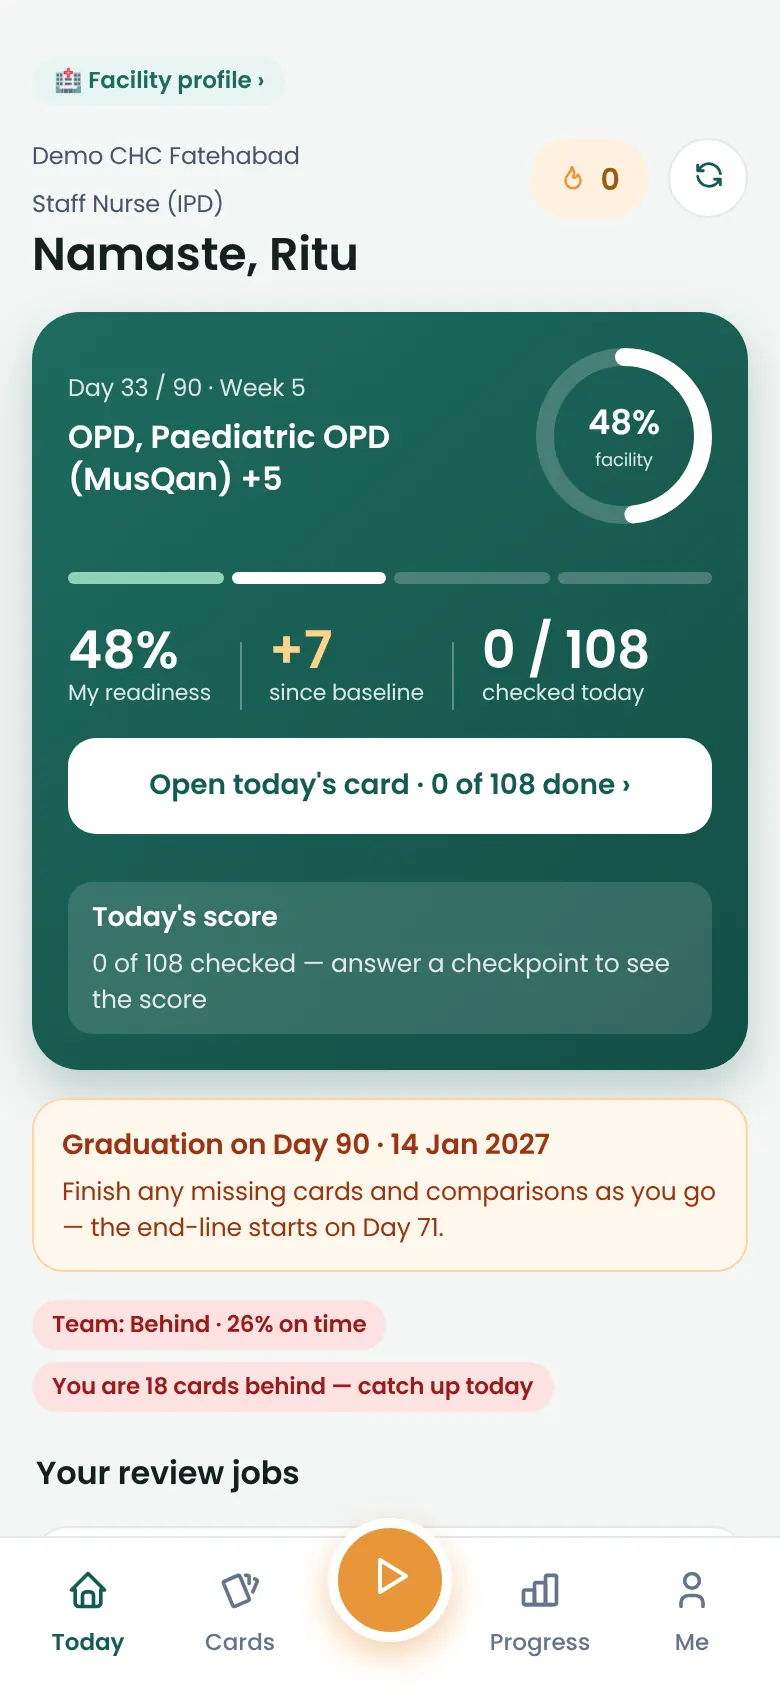 Facility profile ›
Demo CHC Fatehabad
Staff Nurse (IPD)
Namaste, Ritu
0
Day 33 / 90 · Week 5
OPD, Paediatric OPD
(MusQan) +5
48%
facility
48%
My readiness
+7
since baseline
0 / 108
checked today
Open today's card · 0 of 108 done ›
Today's score
0 of 108 checked — answer a checkpoint to see
the score
Graduation on Day 90 · 14 Jan 2027
Finish any missing cards and comparisons as you go
— the end-line starts on Day 71.
Team: Behind · 26% on time
You are 18 cards behind — catch up today
Your review jobs
Today
Cards
Progress
Me